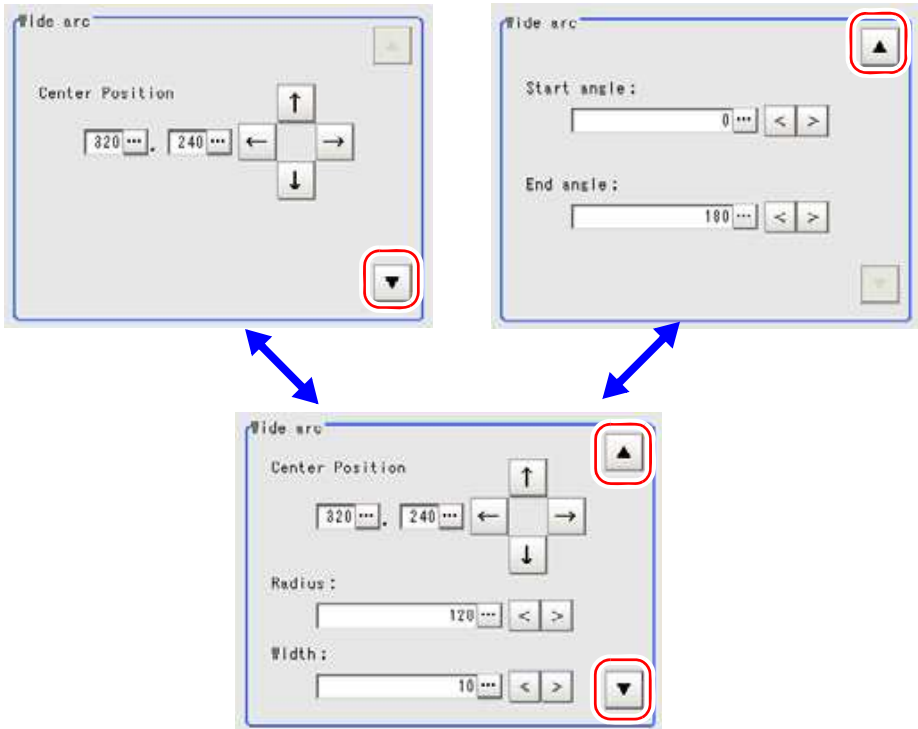 Wide arc
Center Position
320 ... . 240 ... ← ↑ → ↓
▲
▼
Wide arc
▲
Start angle:
0 ... < >
End angle:
180 ... < >
▼
Wide arc
▲
Center Position
320 ... . 240 ... ← ↑ → ↓
Radius:
120 ... < >
Width:
10 ... < >
▼